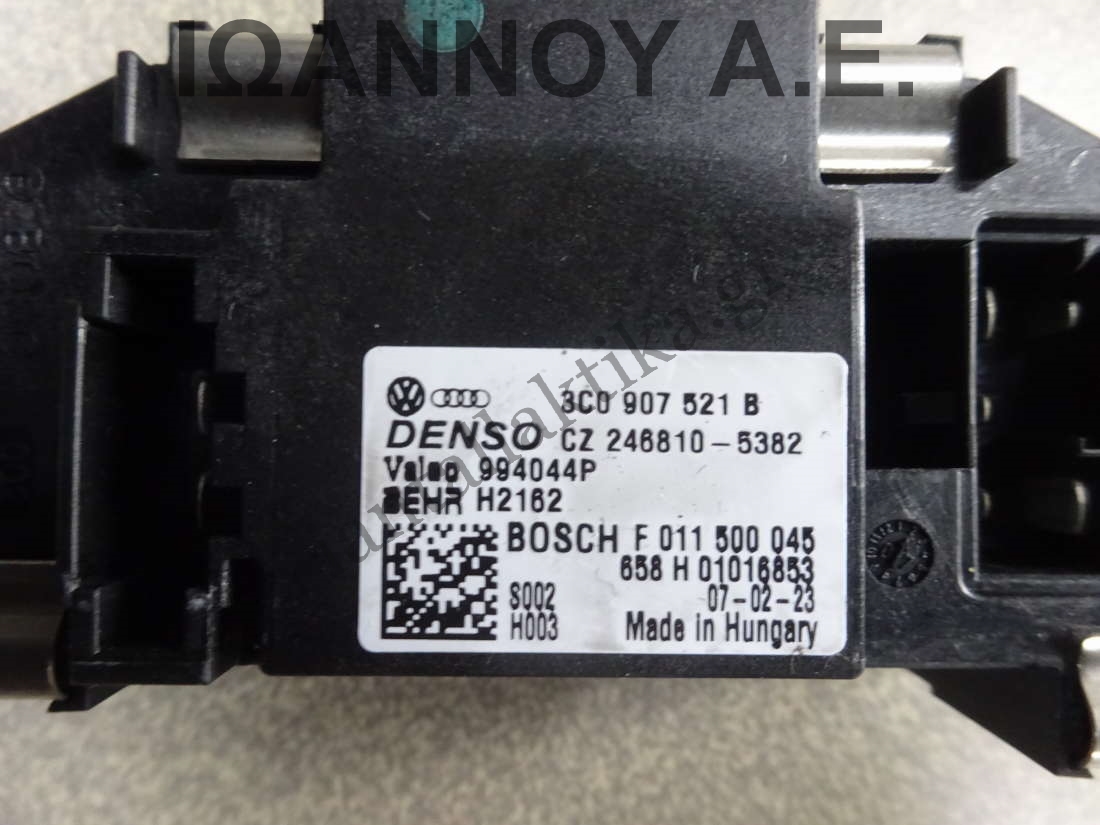 ΙΩΑΝΝΟΥ Α.Ε.
3C0 907 521 B
DENSO CZ 246810-5382
Valeo 994044P
BEHR H2162
BOSCH F 011 500 045
658 H 01016853
S002 07-02-23
H003 Made in Hungary